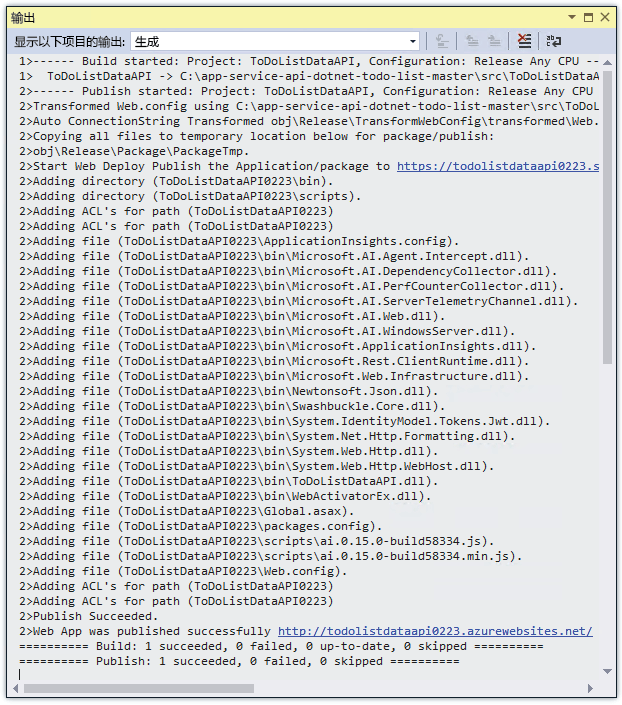 输出
显示以下项目的输出: 生成
1>------ Build started: Project: ToDoListDataAPI, Configuration: Release Any CPU --
1>  ToDoListDataAPI -> C:\app-service-api-dotnet-todo-list-master\src\ToDoListDataA
2>------ Publish started: Project: ToDoListDataAPI, Configuration: Release Any CPU
2>Transformed Web.config using C:\app-service-api-dotnet-todo-list-master\src\ToDoL
2>Auto ConnectionString Transformed obj\Release\TransformWebConfig\transformed\Web.
2>Copying all files to temporary location below for package/publish:
2>obj\Release\Package\PackageTmp.
2>Start Web Deploy Publish the Application/package to https://todolistdataapi0223.s
2>Adding directory (ToDoListDataAPI0223\bin).
2>Adding directory (ToDoListDataAPI0223\scripts).
2>Adding ACL's for path (ToDoListDataAPI0223)
2>Adding ACL's for path (ToDoListDataAPI0223)
2>Adding file (ToDoListDataAPI0223\ApplicationInsights.config).
2>Adding file (ToDoListDataAPI0223\bin\Microsoft.AI.Agent.Intercept.dll).
2>Adding file (ToDoListDataAPI0223\bin\Microsoft.AI.DependencyCollector.dll).
2>Adding file (ToDoListDataAPI0223\bin\Microsoft.AI.PerfCounterCollector.dll).
2>Adding file (ToDoListDataAPI0223\bin\Microsoft.AI.ServerTelemetryChannel.dll).
2>Adding file (ToDoListDataAPI0223\bin\Microsoft.AI.Web.dll).
2>Adding file (ToDoListDataAPI0223\bin\Microsoft.AI.WindowsServer.dll).
2>Adding file (ToDoListDataAPI0223\bin\Microsoft.ApplicationInsights.dll).
2>Adding file (ToDoListDataAPI0223\bin\Microsoft.Rest.ClientRuntime.dll).
2>Adding file (ToDoListDataAPI0223\bin\Microsoft.Web.Infrastructure.dll).
2>Adding file (ToDoListDataAPI0223\bin\Newtonsoft.Json.dll).
2>Adding file (ToDoListDataAPI0223\bin\Swashbuckle.Core.dll).
2>Adding file (ToDoListDataAPI0223\bin\System.IdentityModel.Tokens.Jwt.dll).
2>Adding file (ToDoListDataAPI0223\bin\System.Net.Http.Formatting.dll).
2>Adding file (ToDoListDataAPI0223\bin\System.Web.Http.dll).
2>Adding file (ToDoListDataAPI0223\bin\System.Web.Http.WebHost.dll).
2>Adding file (ToDoListDataAPI0223\bin\ToDoListDataAPI.dll).
2>Adding file (ToDoListDataAPI0223\bin\WebActivatorEx.dll).
2>Adding file (ToDoListDataAPI0223\Global.asax).
2>Adding file (ToDoListDataAPI0223\packages.config).
2>Adding file (ToDoListDataAPI0223\scripts\ai.0.15.0-build58334.js).
2>Adding file (ToDoListDataAPI0223\scripts\ai.0.15.0-build58334.min.js).
2>Adding file (ToDoListDataAPI0223\Web.config).
2>Adding ACL's for path (ToDoListDataAPI0223)
2>Adding ACL's for path (ToDoListDataAPI0223)
2>Publish Succeeded.
2>Web App was published successfully http://todolistdataapi0223.azurewebsites.net/
========== Build: 1 succeeded, 0 failed, 0 up-to-date, 0 skipped ==========
========== Publish: 1 succeeded, 0 failed, 0 skipped ==========